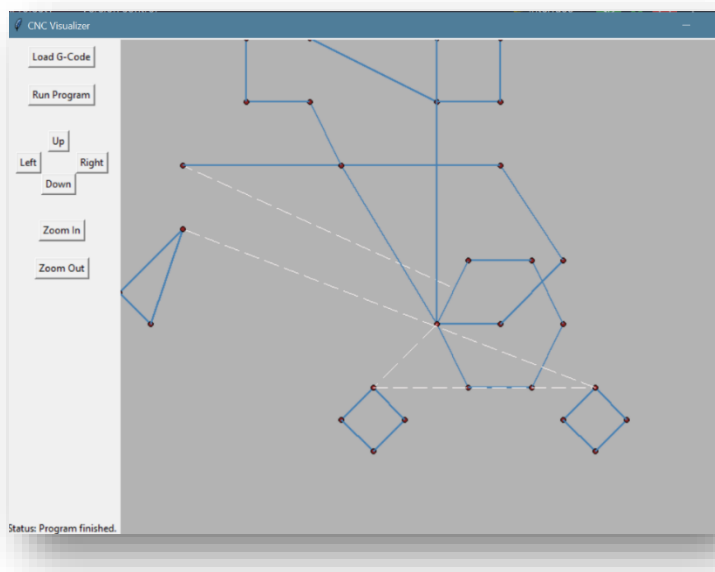 CNC Visualizer
Load G-Code
Run Program
Up
Left
Right
Down
Zoom In
Zoom Out
Status: Program finished.